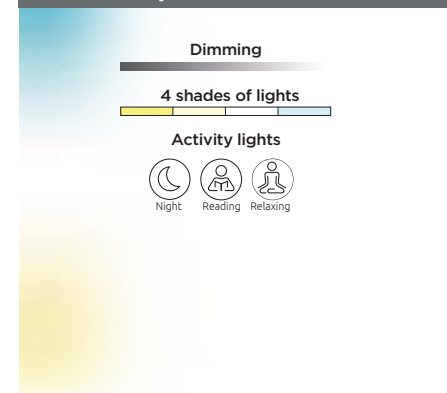 Dimming
4 shades of lights
Activity lights
Night Reading Relaxing